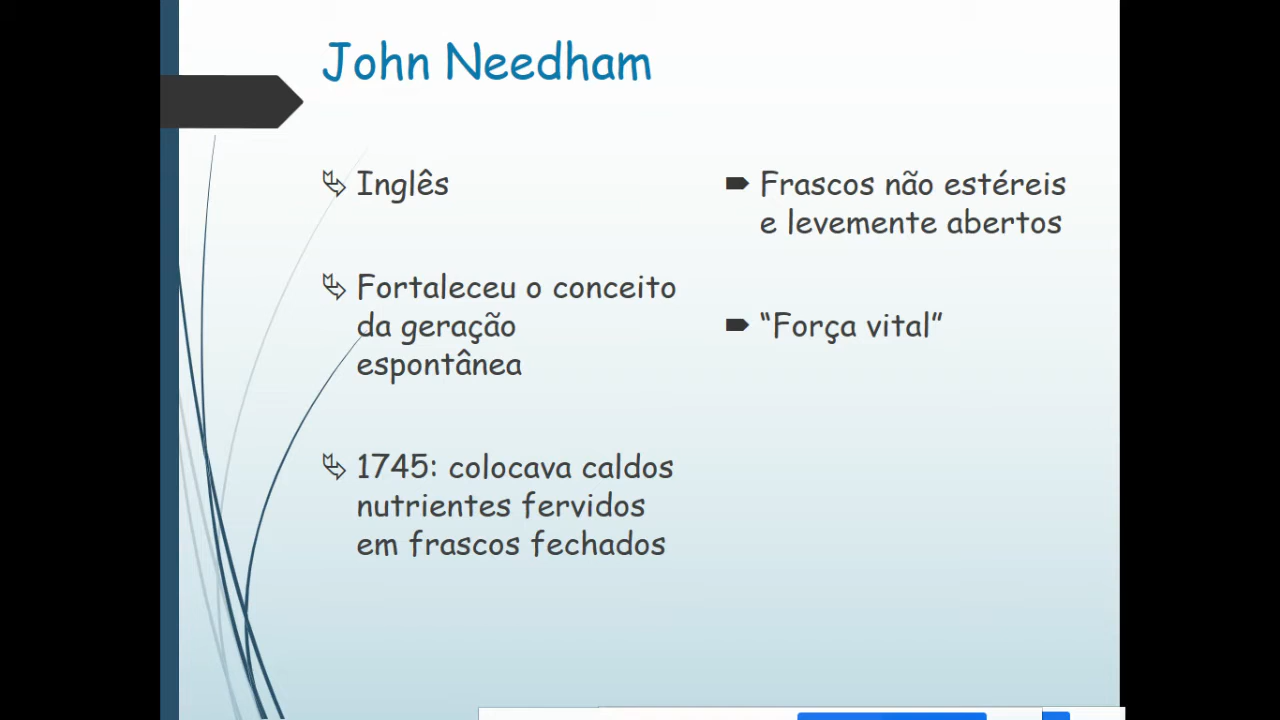 John Needham
Inglês
Fortaleceu o conceito
da geração
espontânea
1745: colocava caldos
nutrientes fervidos
em frascos fechados
Frascos não estéreis
e levemente abertos
“Força vital”